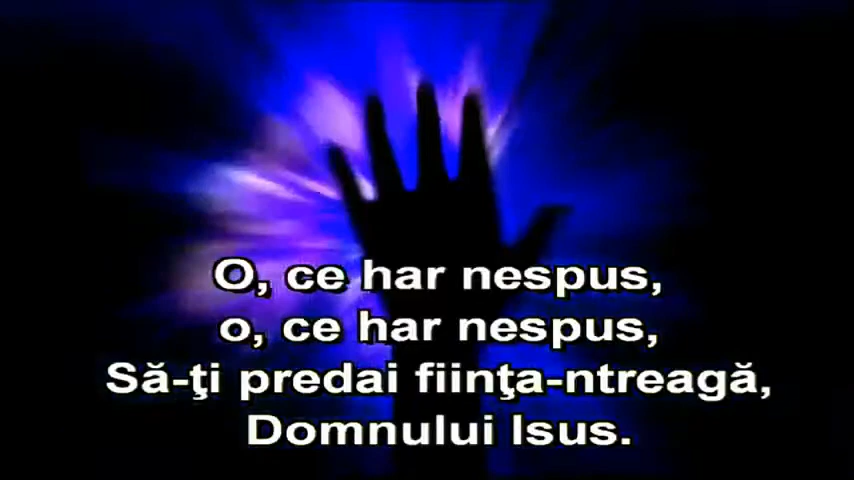 O, ce har nespus,
o, ce har nespus,
Să-ţi predai fiinţa-ntreagă,
Domnului Isus.